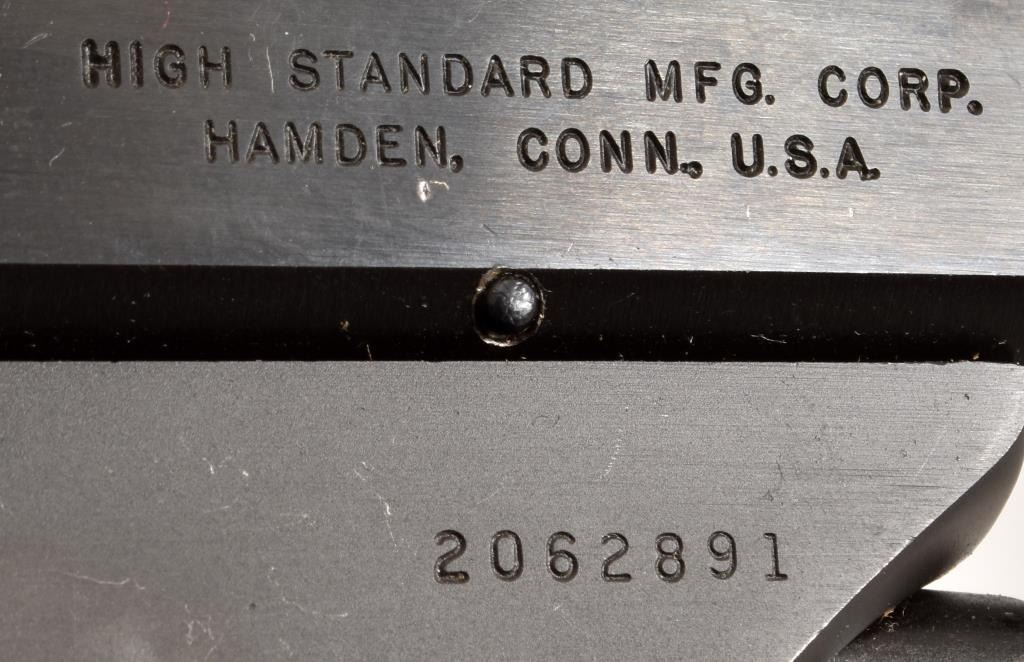 HIGH STANDARD MFG. CORP.
HAMDEN, CONN., U.S.A.
2062891